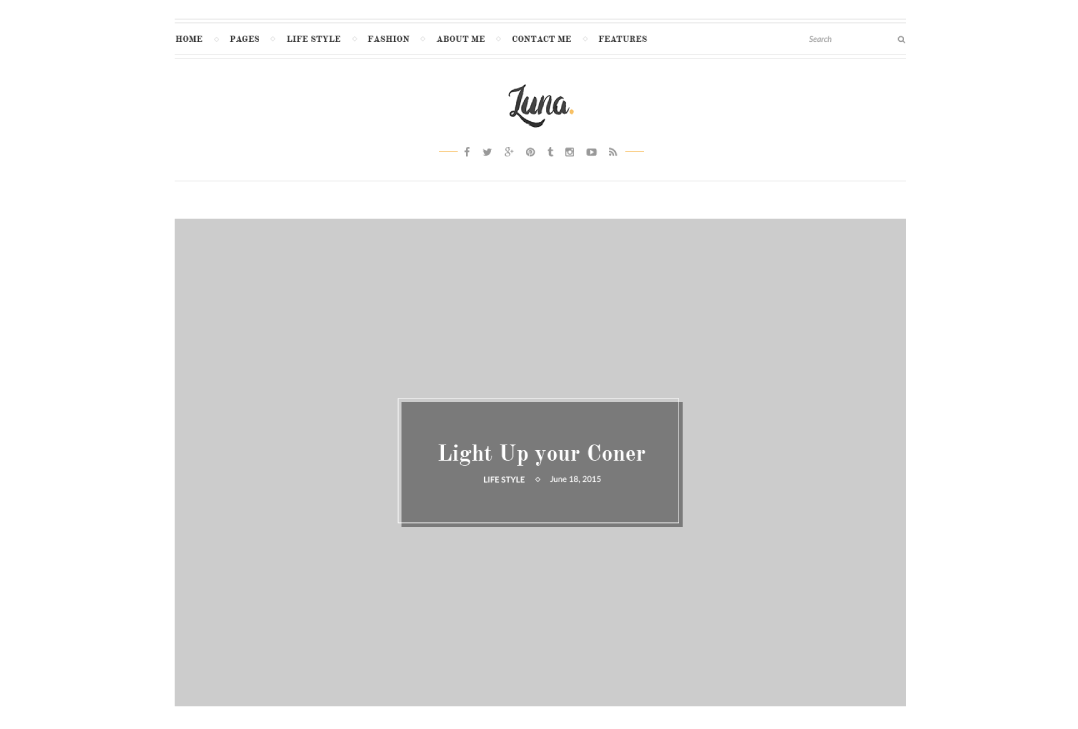 HOME PAGES LIFE STYLE FASHION ABOUT ME CONTACT ME FEATURES Search
Luna.
Light Up your Coner
LIFE STYLE June 18, 2015